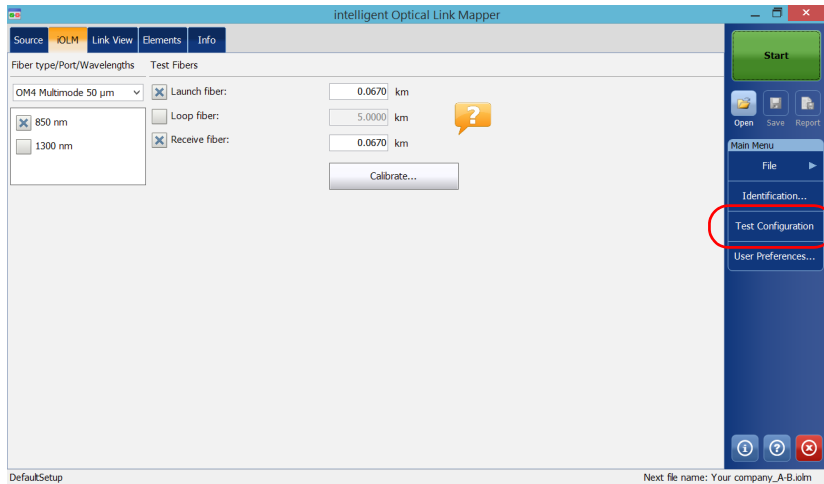 intelligent Optical Link Mapper
Source
iOLM
Link View
Elements
Info
Fiber type/Port/Wavelengths
Test Fibers
OM4 Multimode 50 µm
850 nm
1300 nm
Launch fiber:
0.0670 km
Loop fiber:
5.0000 km
Receive fiber:
0.0670 km
?
Calibrate...
Start
Open
Save
Report
Main Menu
File
Identification...
Test Configuration
User Preferences...
DefaultSetup
Next file name: Your company_A-B.iolm